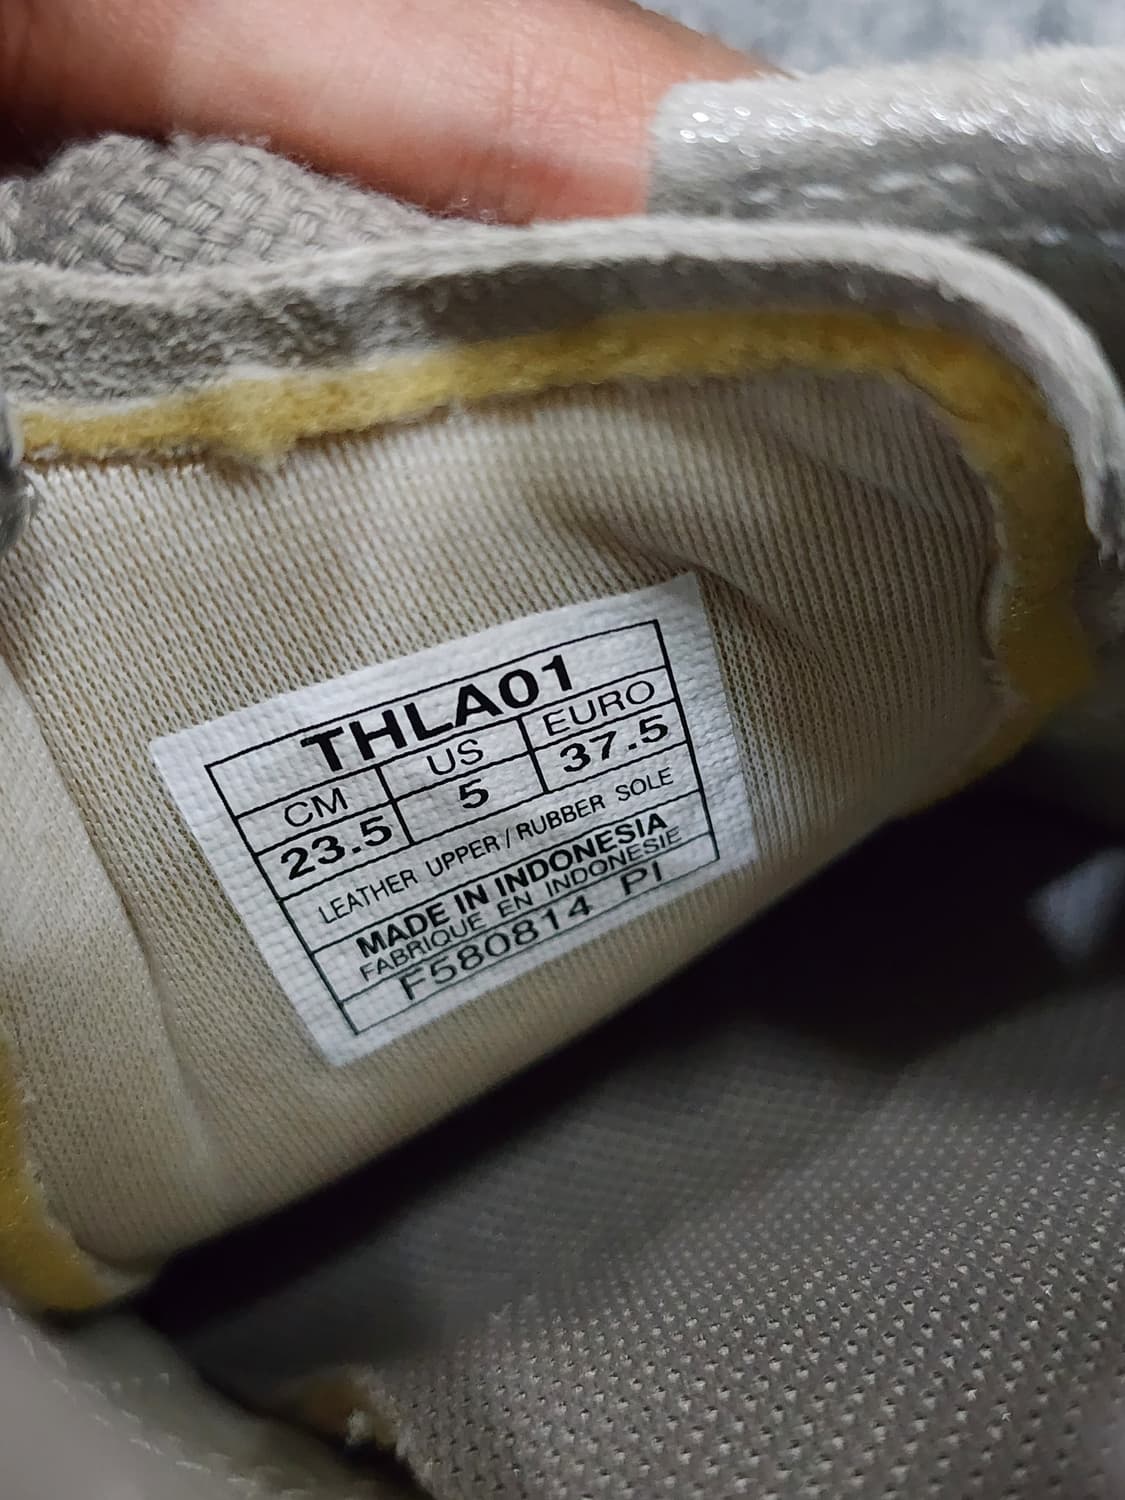 THLA01
CM US EURO
23.5 5 37.5
LEATHER UPPER / RUBBER SOLE
MADE IN INDONESIA
FABRIQUE EN INDONESIE
F580814 PI